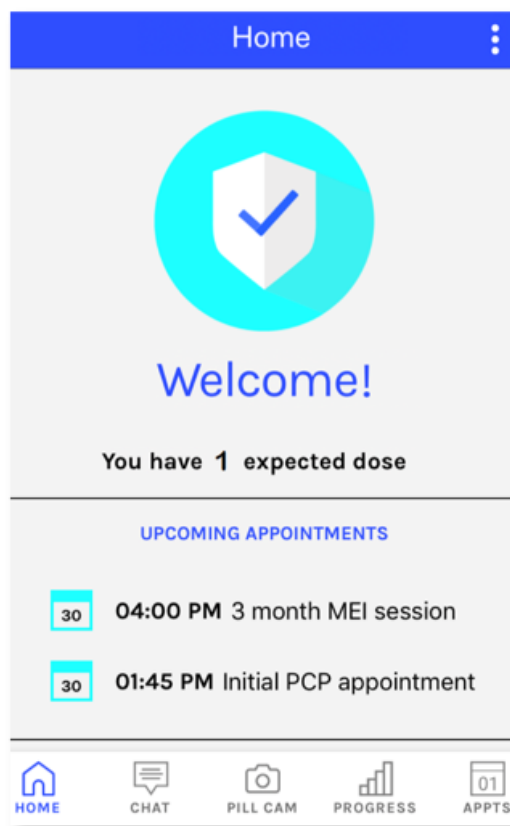 Home
Welcome!
You have 1 expected dose
UPCOMING APPOINTMENTS
30 04:00 PM 3 month MEI session
30 01:45 PM Initial PCP appointment
01
HOME CHAT PILL CAM PROGRESS APPTS